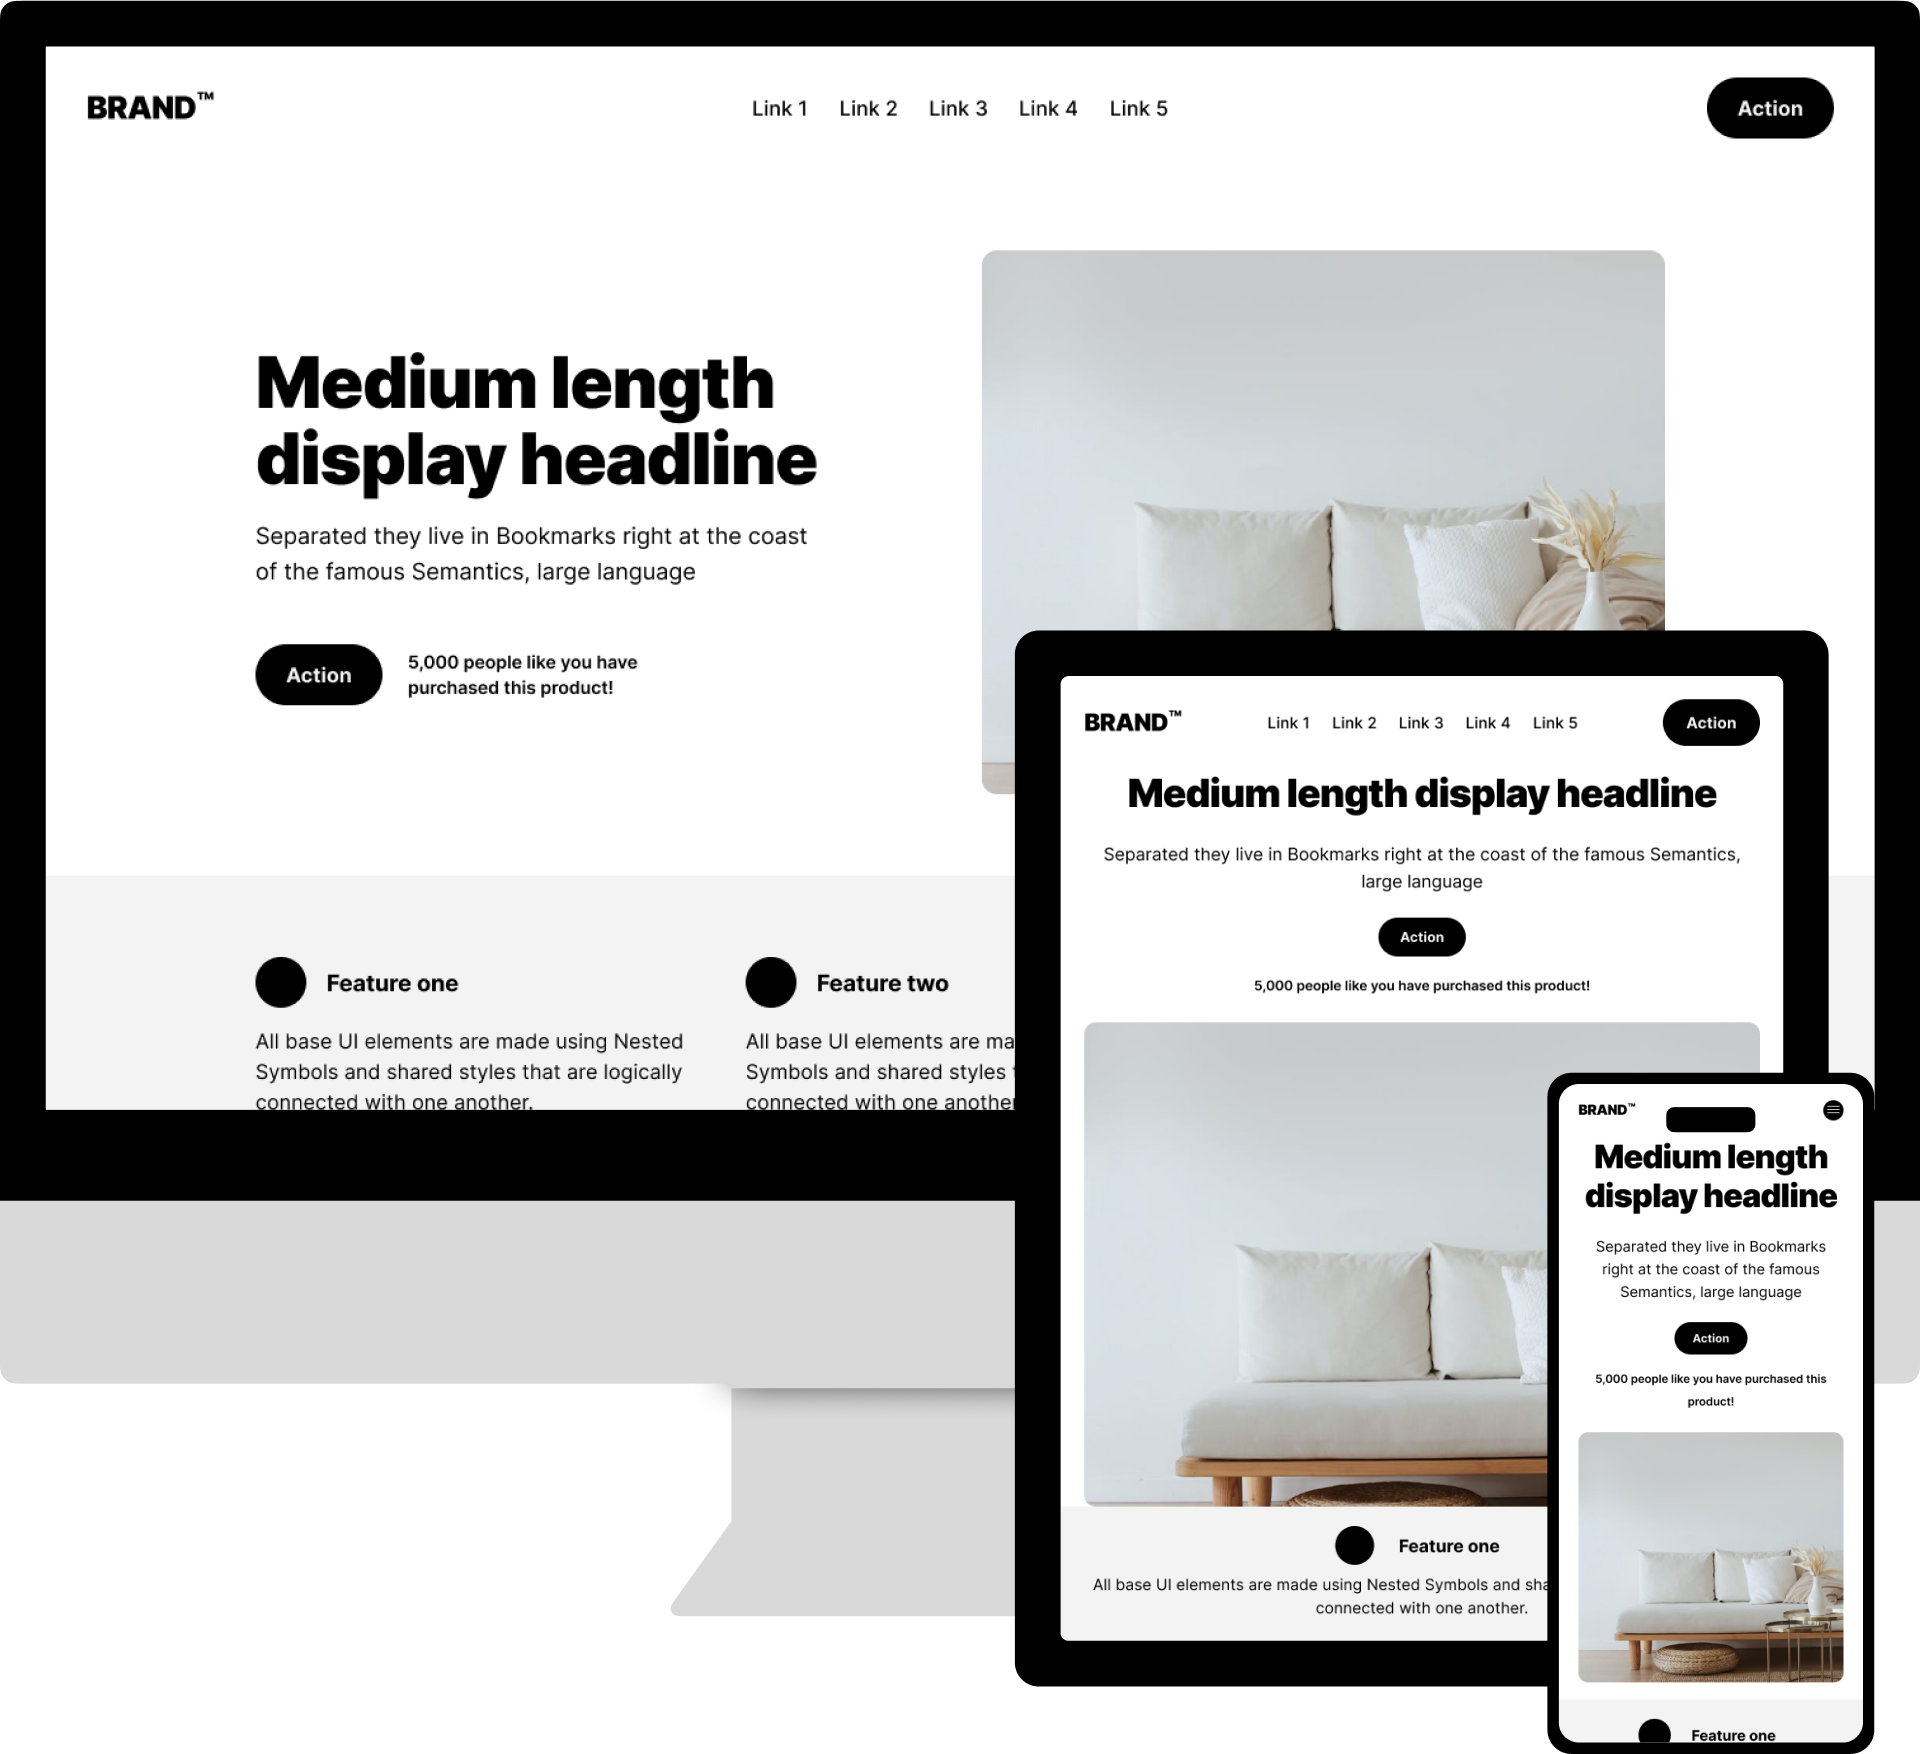 BRAND™
Link 1 Link 2 Link 3 Link 4 Link 5
Action
Medium length
display headline
Separated they live in Bookmarks right at the coast
of the famous Semantics, large language
Action
5,000 people like you have
purchased this product!
Feature one
All base UI elements are made using Nested
Symbols and shared styles that are logically
connected with one another.
Feature two
All base UI elements are
Symbols and shared styles
connected with one another
BRAND™
Link 1 Link 2 Link 3 Link 4 Link 5
Action
Medium length display headline
Separated they live in Bookmarks right at the coast of the famous Semantics,
large language
Action
5,000 people like you have purchased this product!
Feature one
All base UI elements are made using Nested Symbols and
connected with one another.
BRAND™
Medium length
display headline
Separated they live in Bookmarks
right at the coast of the famous
Semantics, large language
Action
5,000 people like you have purchased this
product!
Feature one